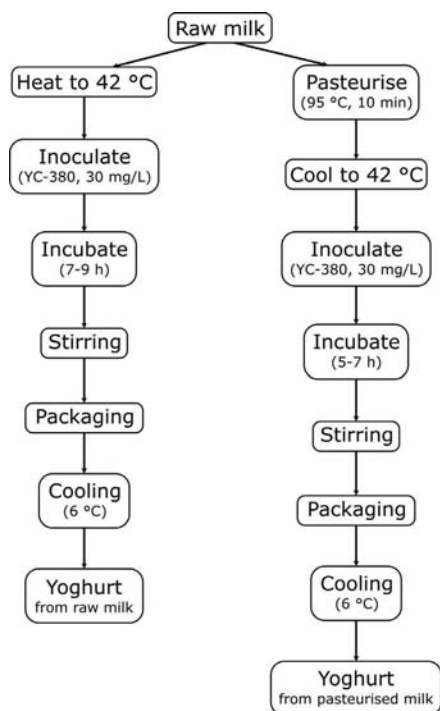 Raw milk
Heat to 42 °C
Inoculate
(YC-380, 30 mg/L)
Incubate
(7-9 h)
Stirring
Packaging
Cooling
(6 °C)
Yoghurt
from raw milk
Pasteurise
(95 °C, 10 min)
Cool to 42 °C
Inoculate
(YC-380, 30 mg/L)
Incubate
(5-7 h)
Stirring
Packaging
Cooling
(6 °C)
Yoghurt
from pasteurised milk